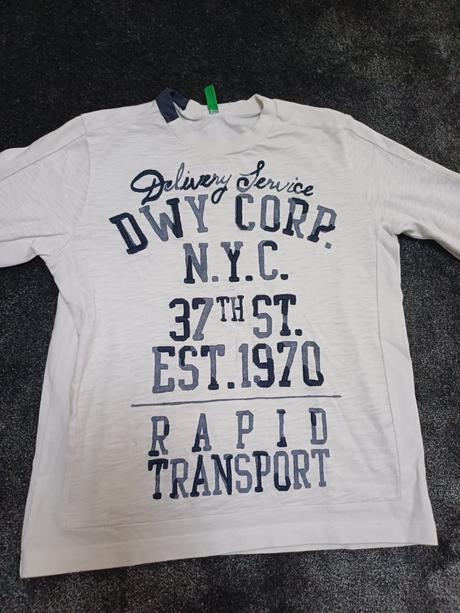 Delivery Service
DWY CORP.
N.Y.C.
37TH ST.
EST.1970
RAPID
TRANSPORT